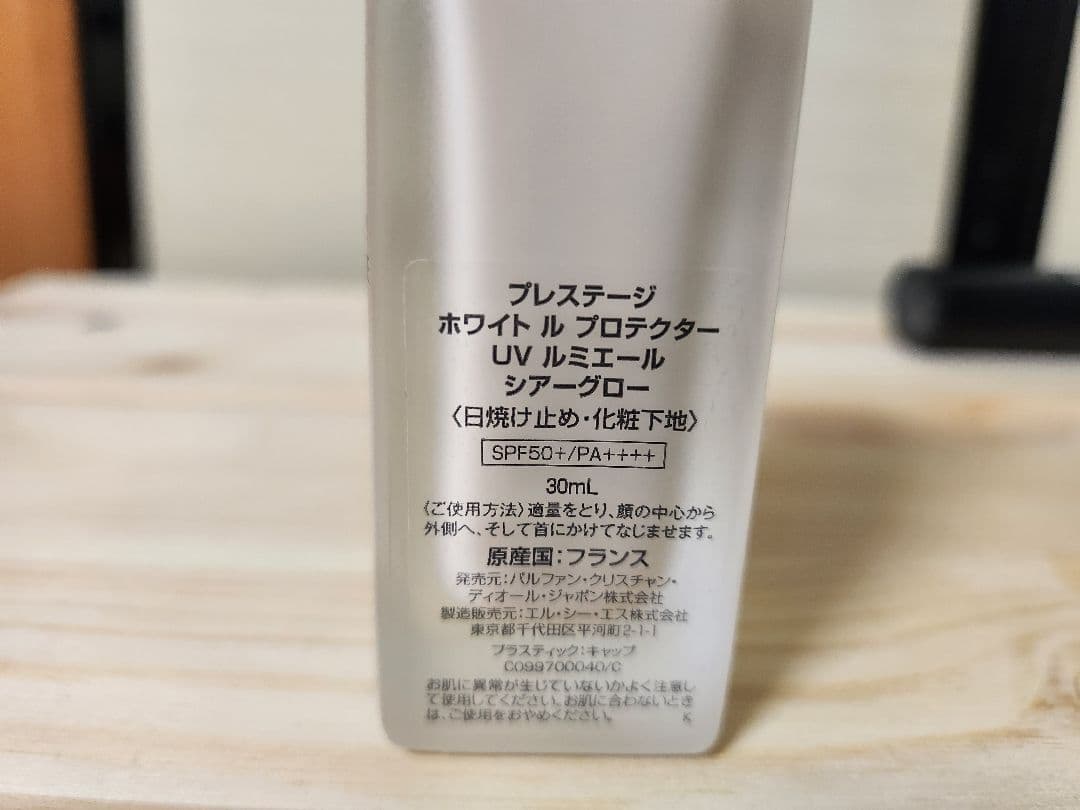 プレステージ
ホワイト ル プロテクター
UV ルミエール
シアーグロー
〈日焼け止め・化粧下地〉
SPF50+/PA++++
30mL
〈ご使用方法〉適量をとり、顔の中心から
外側へ、そして首にかけてなじませます。
原産国：フランス
発売元：パルファン・クリスチャン・
ディオール・ジャポン株式会社
製造販売元：エル・シー・エス株式会社
東京都千代田区平河町2-1-1
プラスティック：キャップ
C099700040/C
お肌に異常が生じていないかよく注意し
て使用してください。お肌に合わないとき
は、ご使用をおやめください。 K